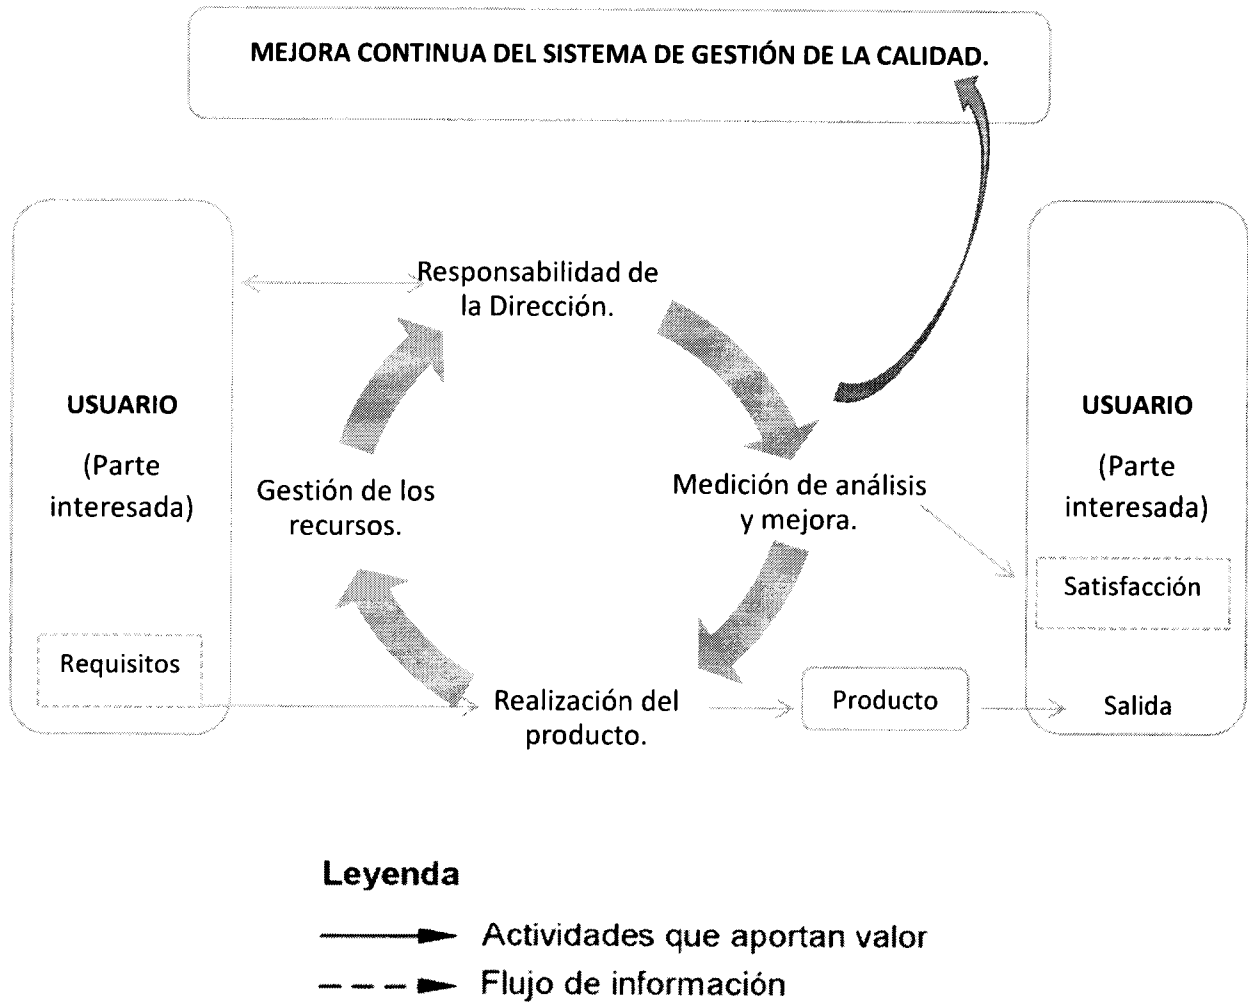 MEJORA CONTINUA DEL SISTEMA DE GESTIÓN DE LA CALIDAD.
Responsabilidad de
la Dirección.
USUARIO
(Parte
interesada)
Requisitos
Gestión de los
recursos.
Medición de análisis
y mejora.
Realización del
producto.
Producto
USUARIO
(Parte
interesada)
Satisfacción
Salida
Leyenda
Actividades que aportan valor
Flujo de información